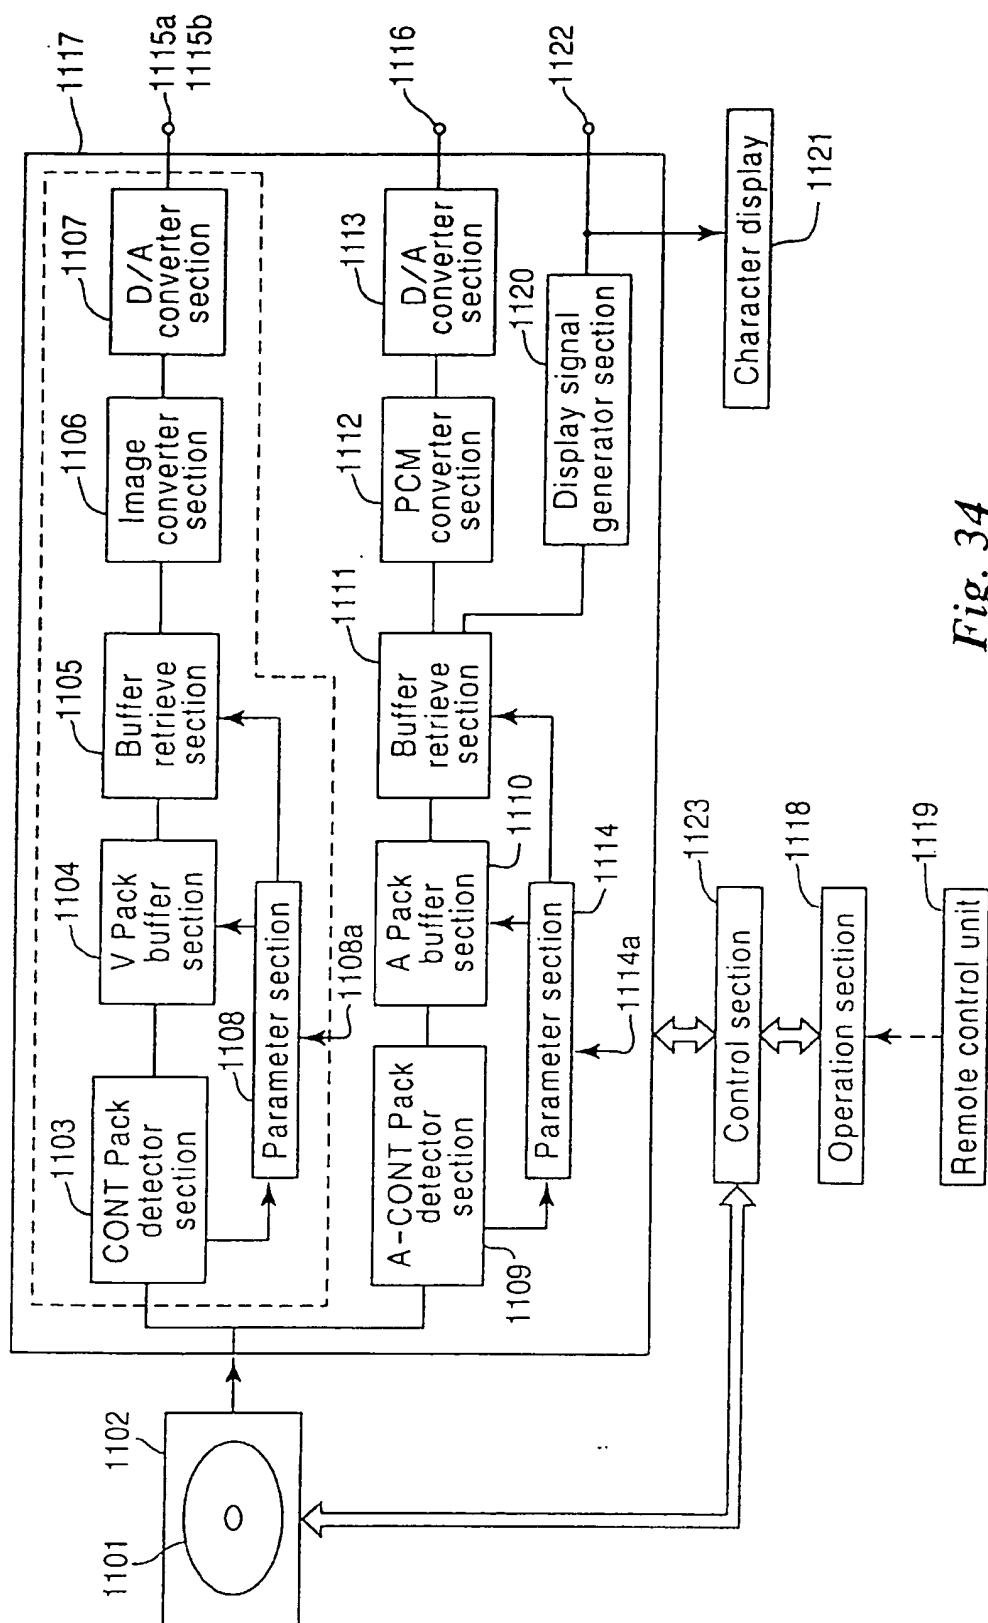 1117
1115a
1115b
1107
D/A
converter
section
1106
Image
converter
section
1105
Buffer
retrieve
section
1104
V Pack
buffer
section
1103
CONT Pack
detector
section
1108
Parameter section
1108a
1116
1113
D/A
converter
section
1112
PCM
converter
section
1111
Buffer
retrieve
section
1110
A Pack
buffer
section
A-CONT Pack
detector
section
1109
Parameter section
1114
1114a
1122
1120
Display signal
generator section
Character display
1121
1102
1101
1123
Control section
1118
Operation section
1119
Remote control unit
Fig. 34